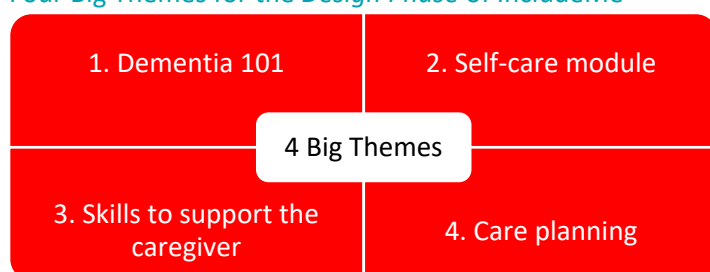 Four Big Themes for the Design Phase of IncludeMe
1. Dementia 101
2. Self-care module
4 Big Themes
3. Skills to support the
caregiver
4. Care planning